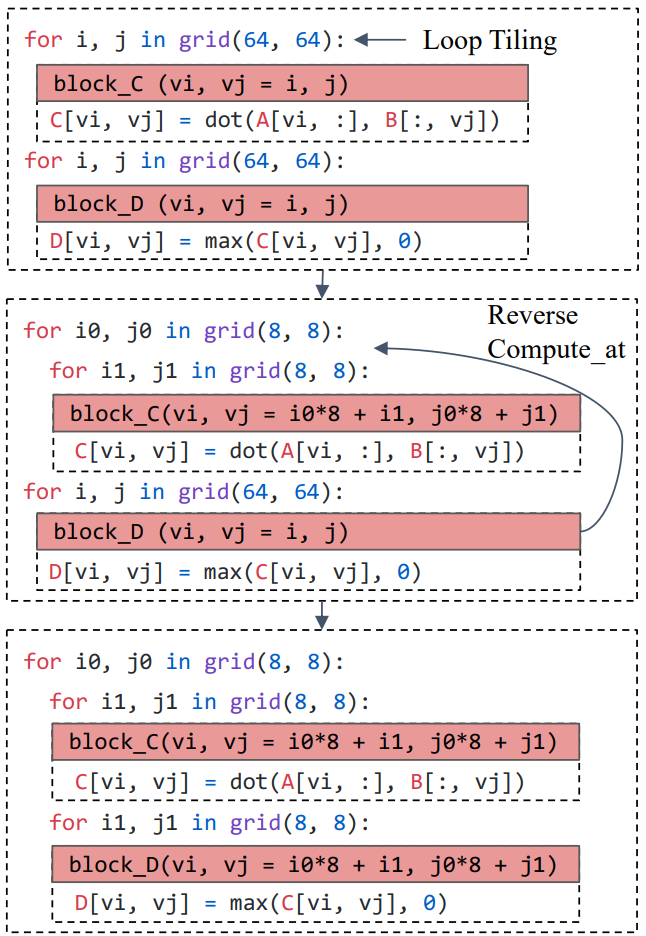 for i, j in grid(64, 64):
Loop Tiling
block_C (vi, vj = i, j)
C[vi, vj] = dot(A[vi, :], B[:, vj])
for i, j in grid(64, 64):
block_D (vi, vj = i, j)
D[vi, vj] = max(C[vi, vj], 0)
for i0, j0 in grid(8, 8):
Reverse
Compute_at
for i1, j1 in grid(8, 8):
block_C(vi, vj = i0*8 + i1, j0*8 + j1)
C[vi, vj] = dot(A[vi, :], B[:, vj])
for i, j in grid(64, 64):
block_D (vi, vj = i, j)
D[vi, vj] = max(C[vi, vj], 0)
for i0, j0 in grid(8, 8):
for i1, j1 in grid(8, 8):
block_C(vi, vj = i0*8 + i1, j0*8 + j1)
C[vi, vj] = dot(A[vi, :], B[:, vj])
for i1, j1 in grid(8, 8):
block_D(vi, vj = i0*8 + i1, j0*8 + j1)
D[vi, vj] = max(C[vi, vj], 0)